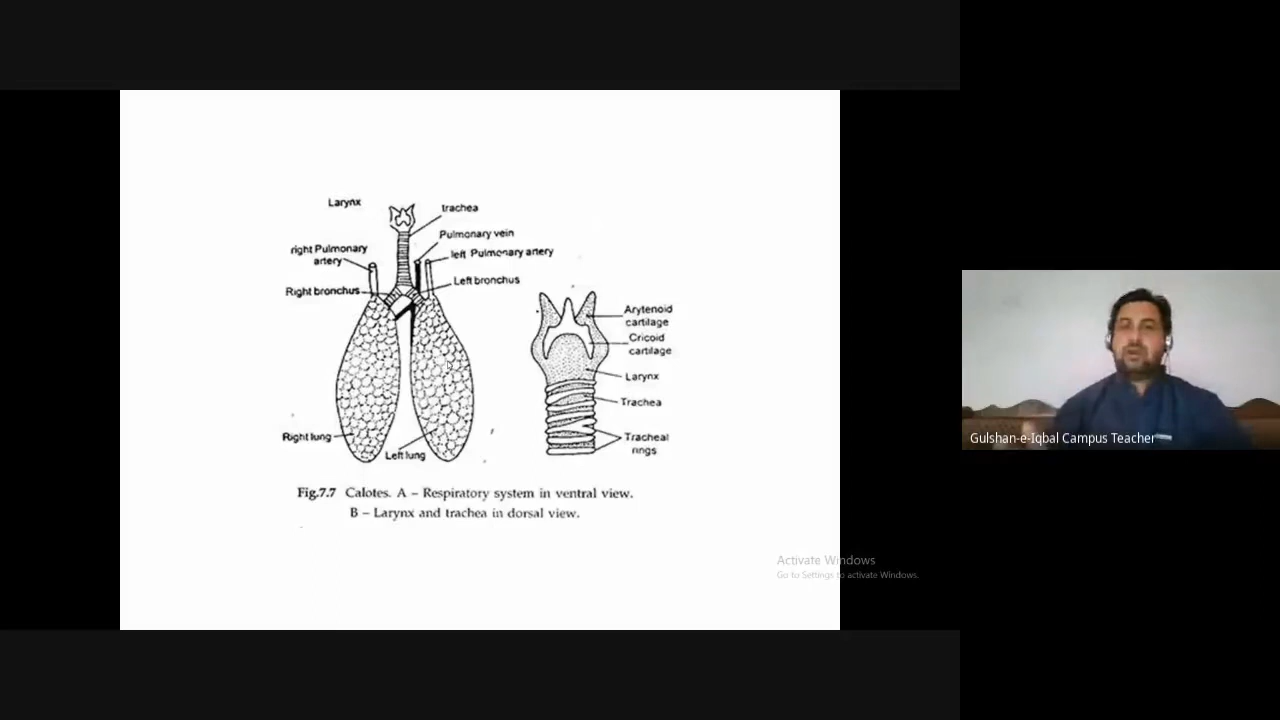 Larynx
trachea
Pulmonary vein
right Pulmonary
artery
left Pulmonary artery
Left bronchus
Right bronchus
Arytenoid
cartilage
Cricoid
cartilage
Larynx
Trachea
Right lung
Left lung
Tracheal
rings
Fig.7.7 Calotes. A – Respiratory system in ventral view.
B – Larynx and trachea in dorsal view.
Activate Windows
Go to Settings to activate Windows.
Gulshan-e-Iqbal Campus Teacher